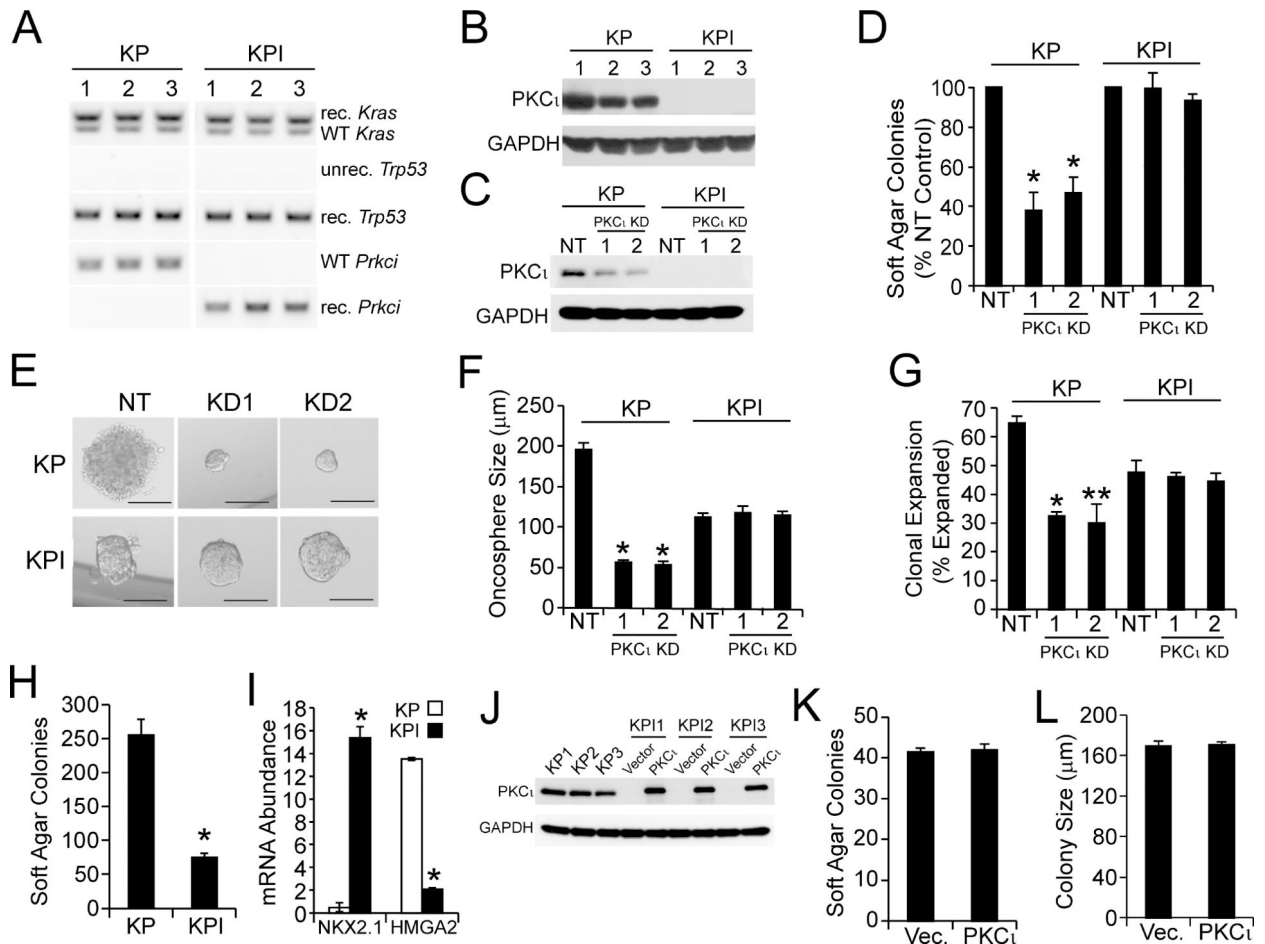 A
KP
KPI
1 2 3 1 2 3
rec. Kras
WT Kras
unrec. Trp53
rec. Trp53
WT Prkci
rec. Prkci
B
KP
KPI
1 2 3 1 2 3
PKCι
GAPDH
C
KP
KPI
PKCι KD
PKCι KD
NT 1 2 NT 1 2
PKCι
GAPDH
D
KP
KPI
Soft Agar Colonies
(% NT Control)
100
80
60
40
20
0
* *
NT 1 2 NT 1 2
PKCι KD
PKCι KD
E
NT KD1 KD2
KP
KPI
F
KP
KPI
Oncosphere Size (µm)
250
200
150
100
50
0
* *
NT 1 2 NT 1 2
PKCι KD
PKCι KD
G
KP
KPI
Clonal Expansion
(% Expanded)
70
60
50
40
30
20
10
0
* **
NT 1 2 NT 1 2
PKCι KD
PKCι KD
H
Soft Agar Colonies
300
250
200
150
100
50
0
*
KP KPI
I
mRNA Abundance
18
16
14
12
10
8
6
4
2
0
* *
KP
KPI
NKX2.1 HMGA2
J
KPI1 KPI2 KPI3
KP1 KP2 KP3 Vector PKCι Vector PKCι Vector PKCι
PKCι
GAPDH
K
Soft Agar Colonies
50
40
30
20
10
0
Vec. PKCι
L
Colony Size (µm)
200
160
120
80
40
0
Vec. PKCι